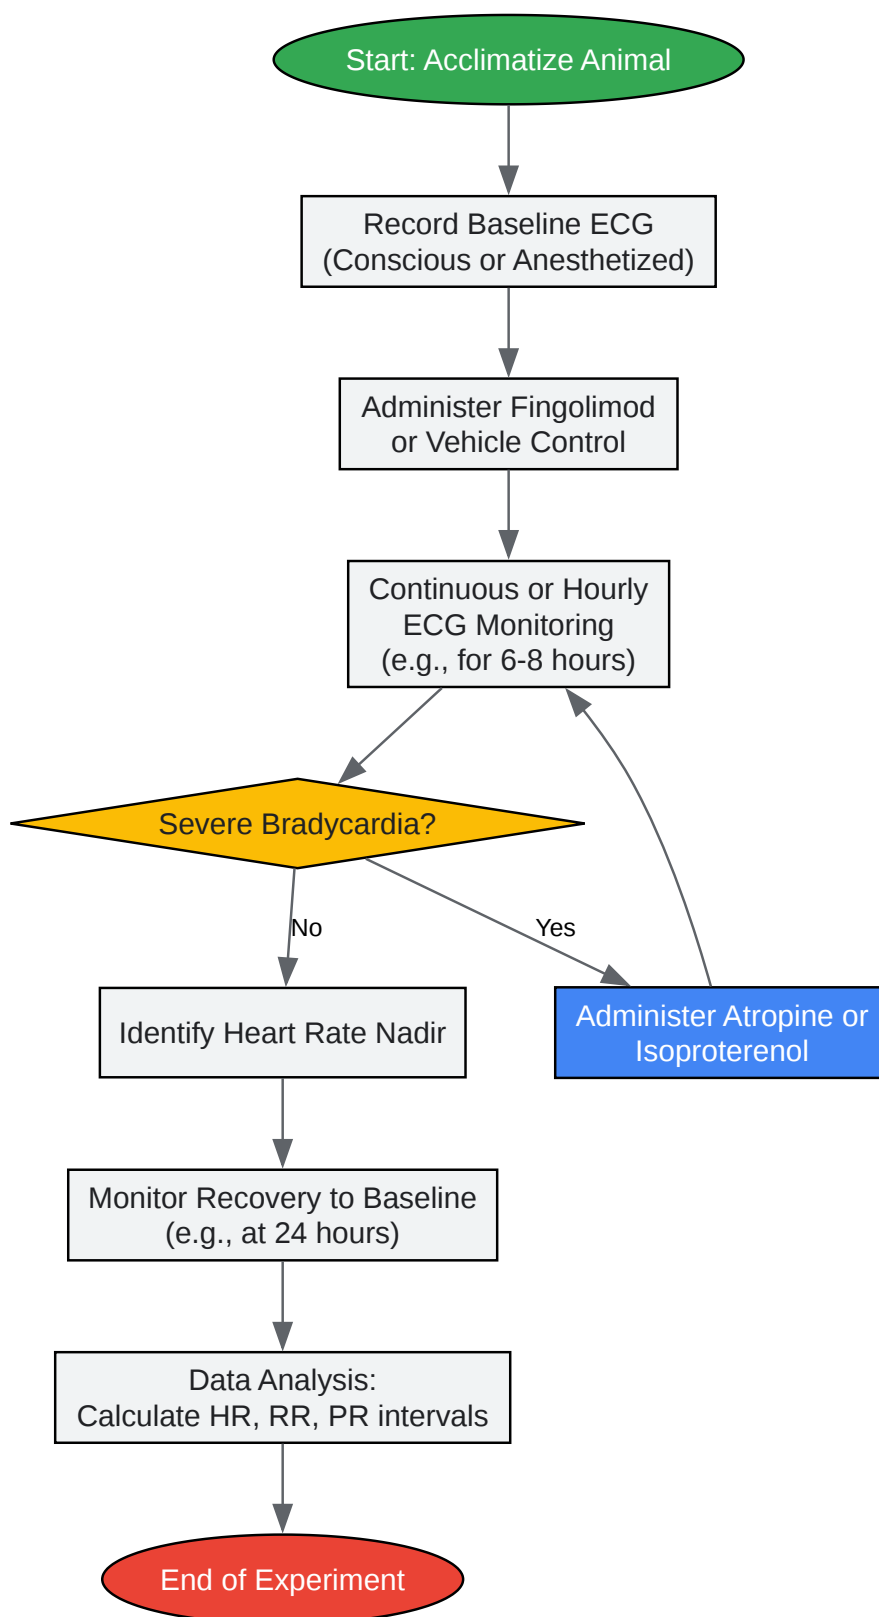 Start: Acclimatize Animal
Record Baseline ECG
(Conscious or Anesthetized)
Administer Fingolimod
or Vehicle Control
Continuous or Hourly
ECG Monitoring
(e.g., for 6-8 hours)
Severe Bradycardia?
No
Yes
Identify Heart Rate Nadir
Administer Atropine or
Isoproterenol
Monitor Recovery to Baseline
(e.g., at 24 hours)
Data Analysis:
Calculate HR, RR, PR intervals
End of Experiment